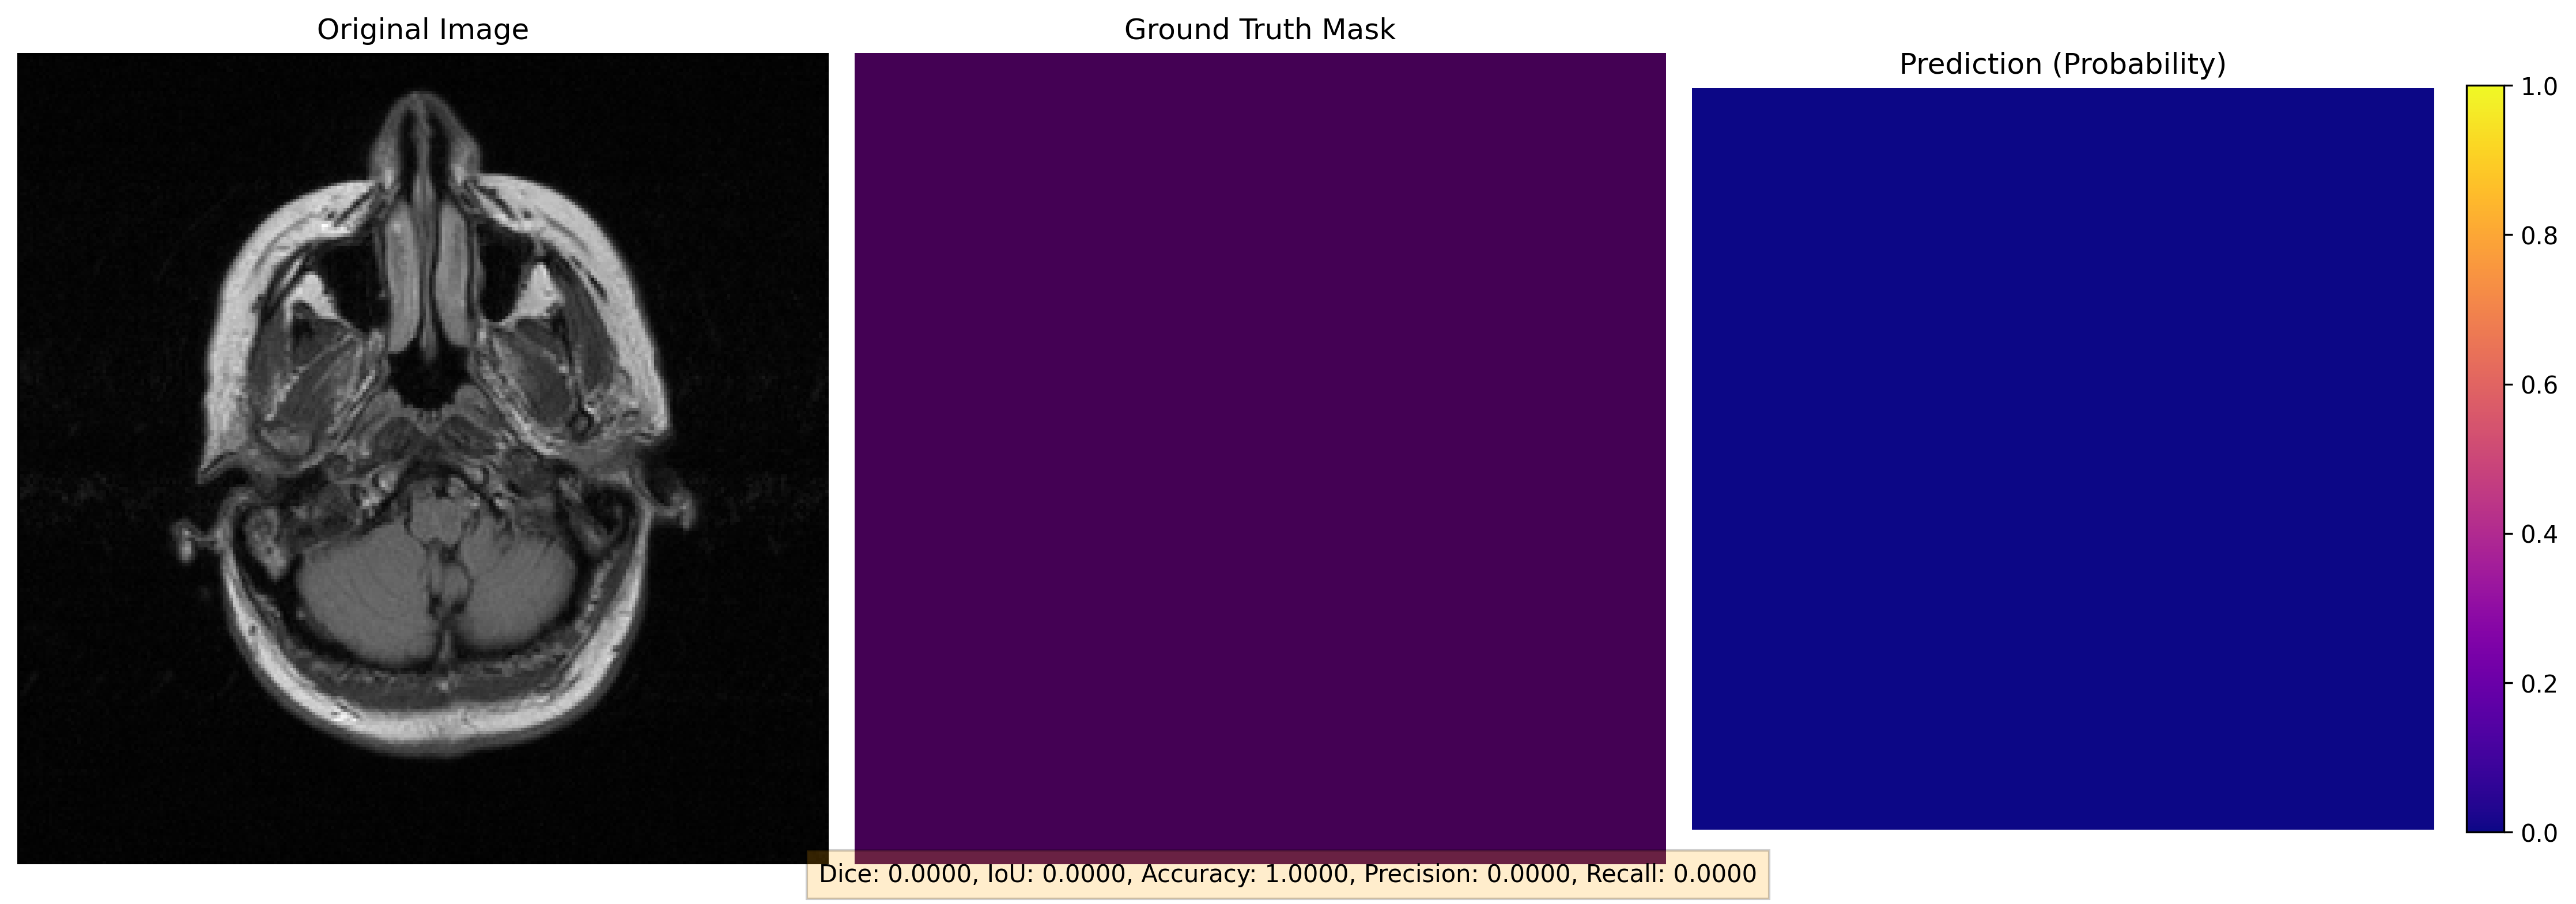 Original Image
Ground Truth Mask
Prediction (Probability)
1.0
0.8
0.6
0.4
0.2
0.0
Dice: 0.0000, IoU: 0.0000, Accuracy: 1.0000, Precision: 0.0000, Recall: 0.0000